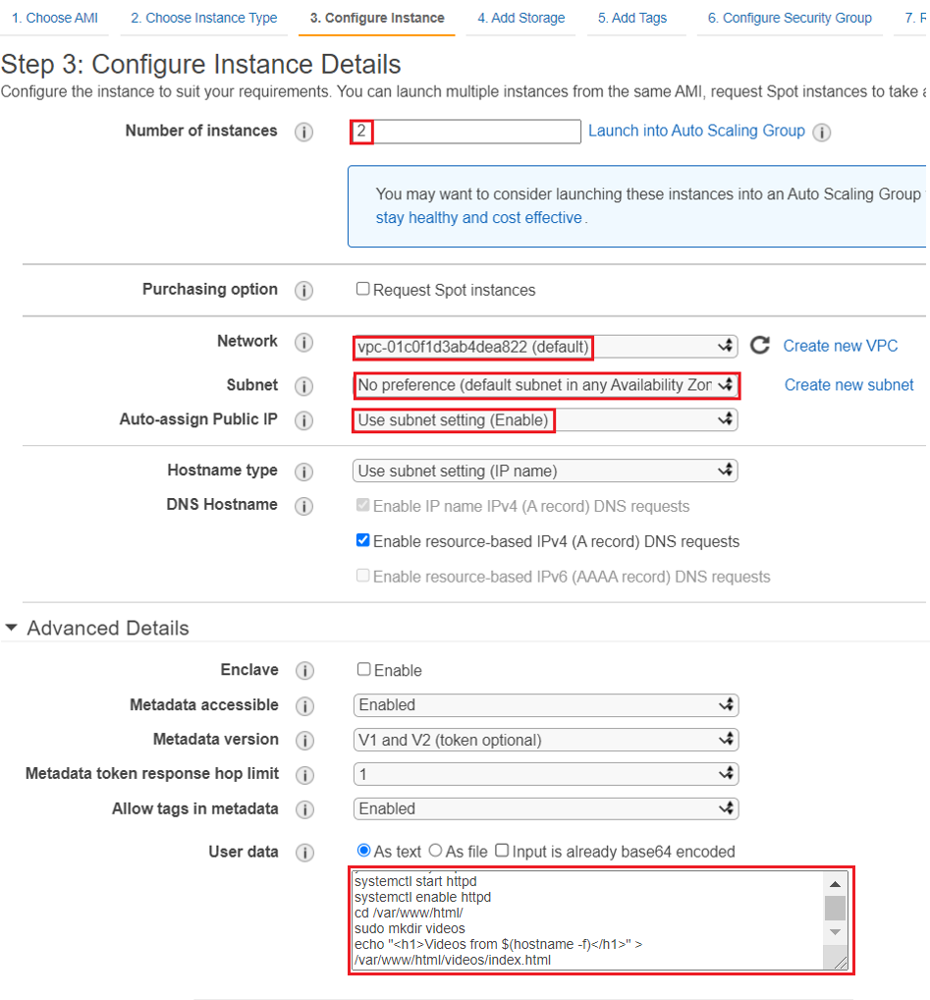 1. Choose AMI 2. Choose Instance Type 3. Configure Instance 4. Add Storage 5. Add Tags 6. Configure Security Group 7.
Step 3: Configure Instance Details
Configure the instance to suit your requirements. You can launch multiple instances from the same AMI, request Spot instances to take
Number of instances i 2 Launch into Auto Scaling Group i
You may want to consider launching these instances into an Auto Scaling Group
stay healthy and cost effective .
Purchasing option i Request Spot instances
Network i vpc-01c0f1d3ab4dea822 (default) Create new VPC
Subnet i No preference (default subnet in any Availability Zon Create new subnet
Auto-assign Public IP i Use subnet setting (Enable)
Hostname type i Use subnet setting (IP name)
DNS Hostname i Enable IP name IPv4 (A record) DNS requests
Enable resource-based IPv4 (A record) DNS requests
Enable resource-based IPv6 (AAAA record) DNS requests
Advanced Details
Enclave i Enable
Metadata accessible i Enabled
Metadata version i V1 and V2 (token optional)
Metadata token response hop limit i 1
Allow tags in metadata i Enabled
User data i As text As file Input is already base64 encoded
systemctl start httpd
systemctl enable httpd
cd /var/www/html/
sudo mkdir videos
echo "<h1>Videos from $(hostname -f)</h1>" >
/var/www/html/videos/index.html